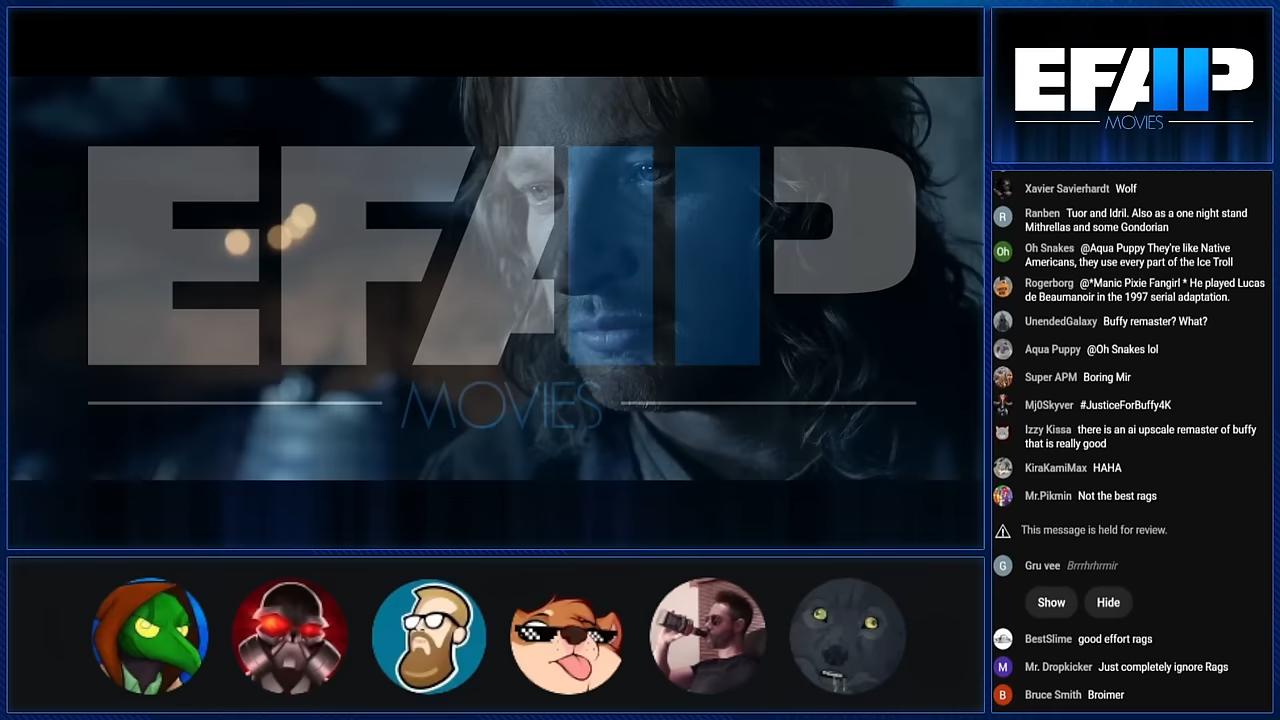 EFAP
MOVIES
EFAP
MOVIES
Xavier Savierhardt Wolf
R
Ranben Tuor and Idril. Also as a one night stand
Mithrellas and some Gondorian
Oh
Oh Snakes @Aqua Puppy They're like Native
Americans, they use every part of the Ice Troll
Rogerborg @*Manic Pixie Fangirl * He played Lucas
de Beaumanoir in the 1997 serial adaptation.
UnendedGalaxy Buffy remaster? What?
Aqua Puppy @Oh Snakes lol
Super APM Boring Mir
Mj0Skyver #JusticeForBuffy4K
Izzy Kissa there is an ai upscale remaster of buffy
that is really good
KiraKamiMax HAHA
Mr.Pikmin Not the best rags
This message is held for review.
G
Gru vee Brrrhrhrmir
Show Hide
BestSlime good effort rags
M
Mr. Dropkicker Just completely ignore Rags
B
Bruce Smith Broimer